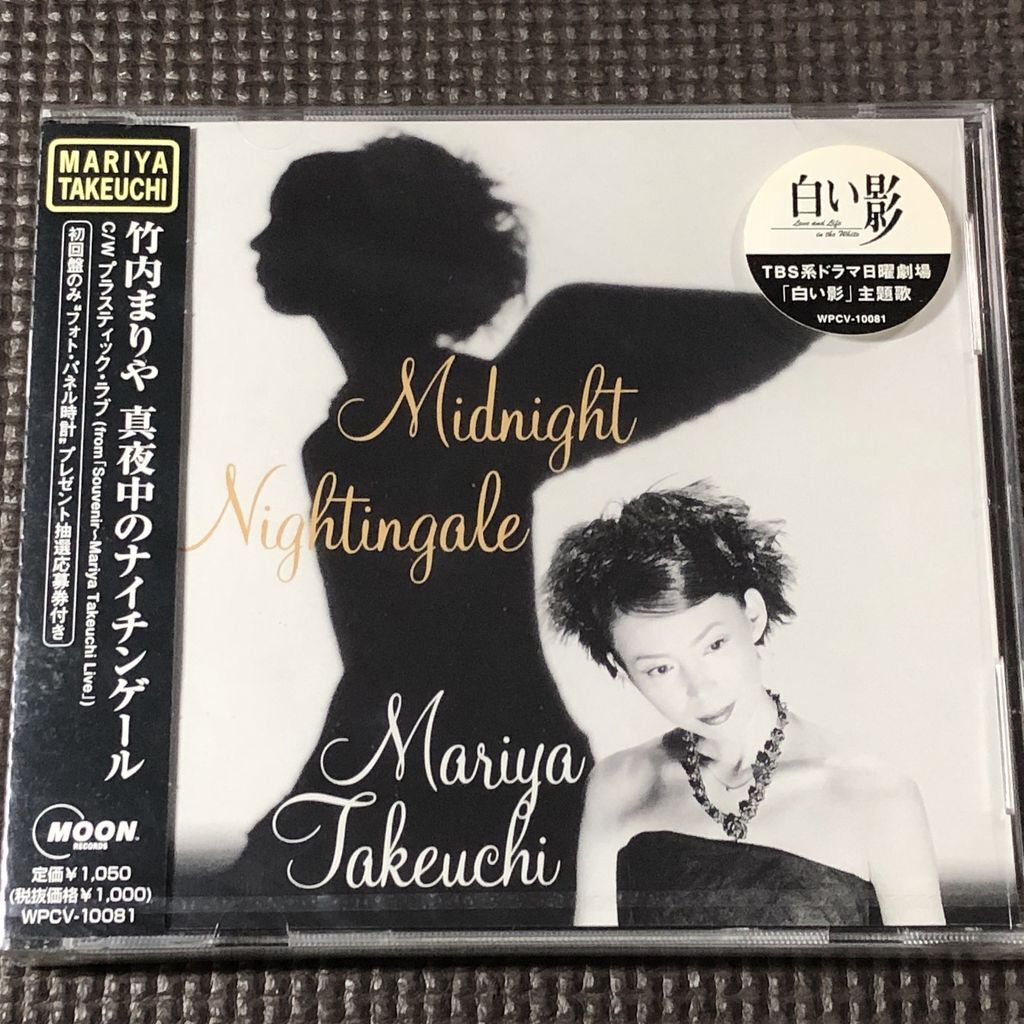 MARIYA
TAKEUCHI
竹内まりや 真夜中のナイチンゲール
C/W プラスティック・ラブ (from「Souvenir~Mariya Takeuchi Live」)
初回盤のみ“フォト・パネル時計„プレゼント抽選応募券付き
MOON
RECORDS
定価¥1,050
(税抜価格¥1,000)
WPCV-10081
Midnight
Nightingale
Mariya
Takeuchi
白い影
Love and Life
in the White
TBS系ドラマ日曜劇場
「白い影」主題歌
WPCV-10081